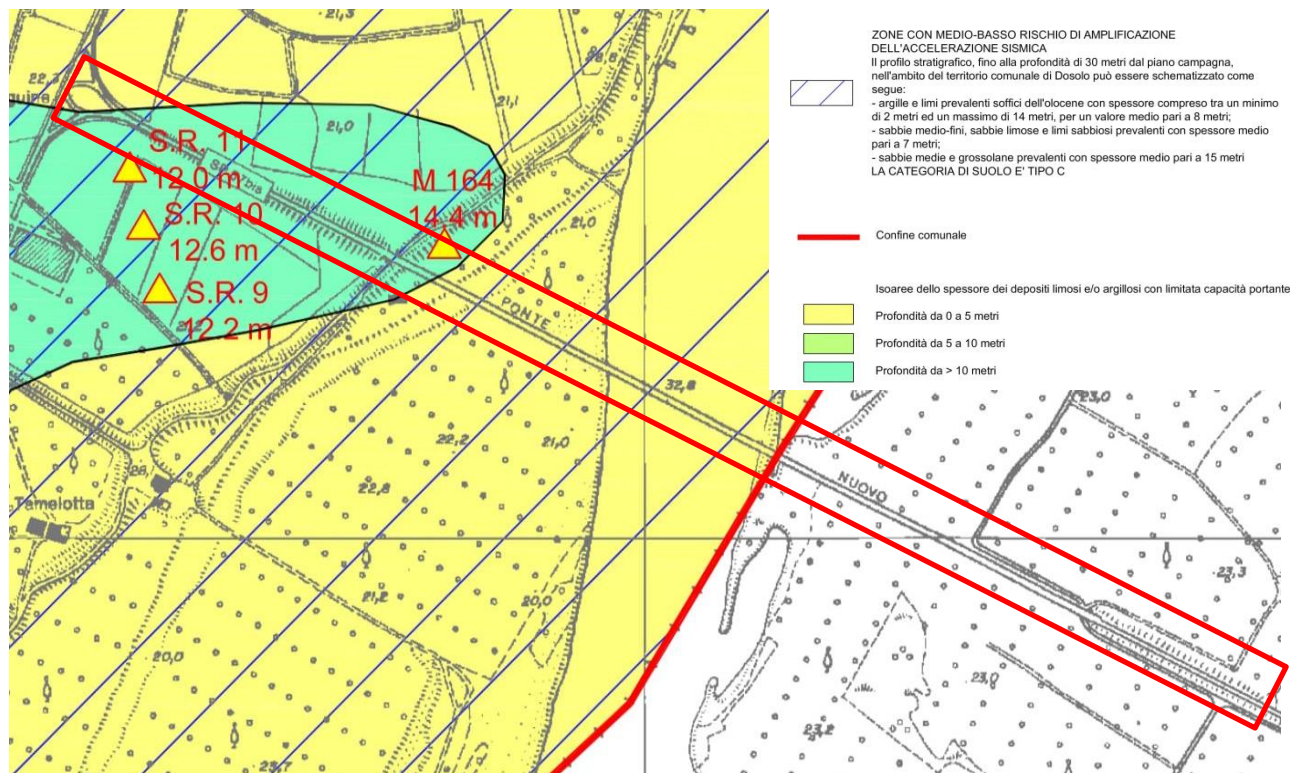 21,3
22,3
21,1
21,0
S.R. 11
12.0 m
S.R. 10
12.6 m
S.R. 9
12.2 m
M 164
14.4 m
21,0
PONTE
32,8
22,2
21,0
22,8
Tamelotta
21,2
20,0
20,0
23,7
NUOVO
23,0
23,3
23,0
23,2
ZONE CON MEDIO-BASSO RISCHIO DI AMPLIFICAZIONE
DELL'ACCELERAZIONE SISMICA
Il profilo stratigrafico, fino alla profondità di 30 metri dal piano campagna,
nell'ambito del territorio comunale di Dosolo può essere schematizzato come
segue:
- argille e limi prevalenti soffici dell'olocene con spessore compreso tra un minimo
di 2 metri ed un massimo di 14 metri, per un valore medio pari a 8 metri;
- sabbie medio-fini, sabbie limose e limi sabbiosi prevalenti con spessore medio
pari a 7 metri;
- sabbie medie e grossolane prevalenti con spessore medio pari a 15 metri
LA CATEGORIA DI SUOLO E' TIPO C
Confine comunale
Isoaree dello spessore dei depositi limosi e/o argillosi con limitata capacità portante
Profondità da 0 a 5 metri
Profondità da 5 a 10 metri
Profondità da > 10 metri